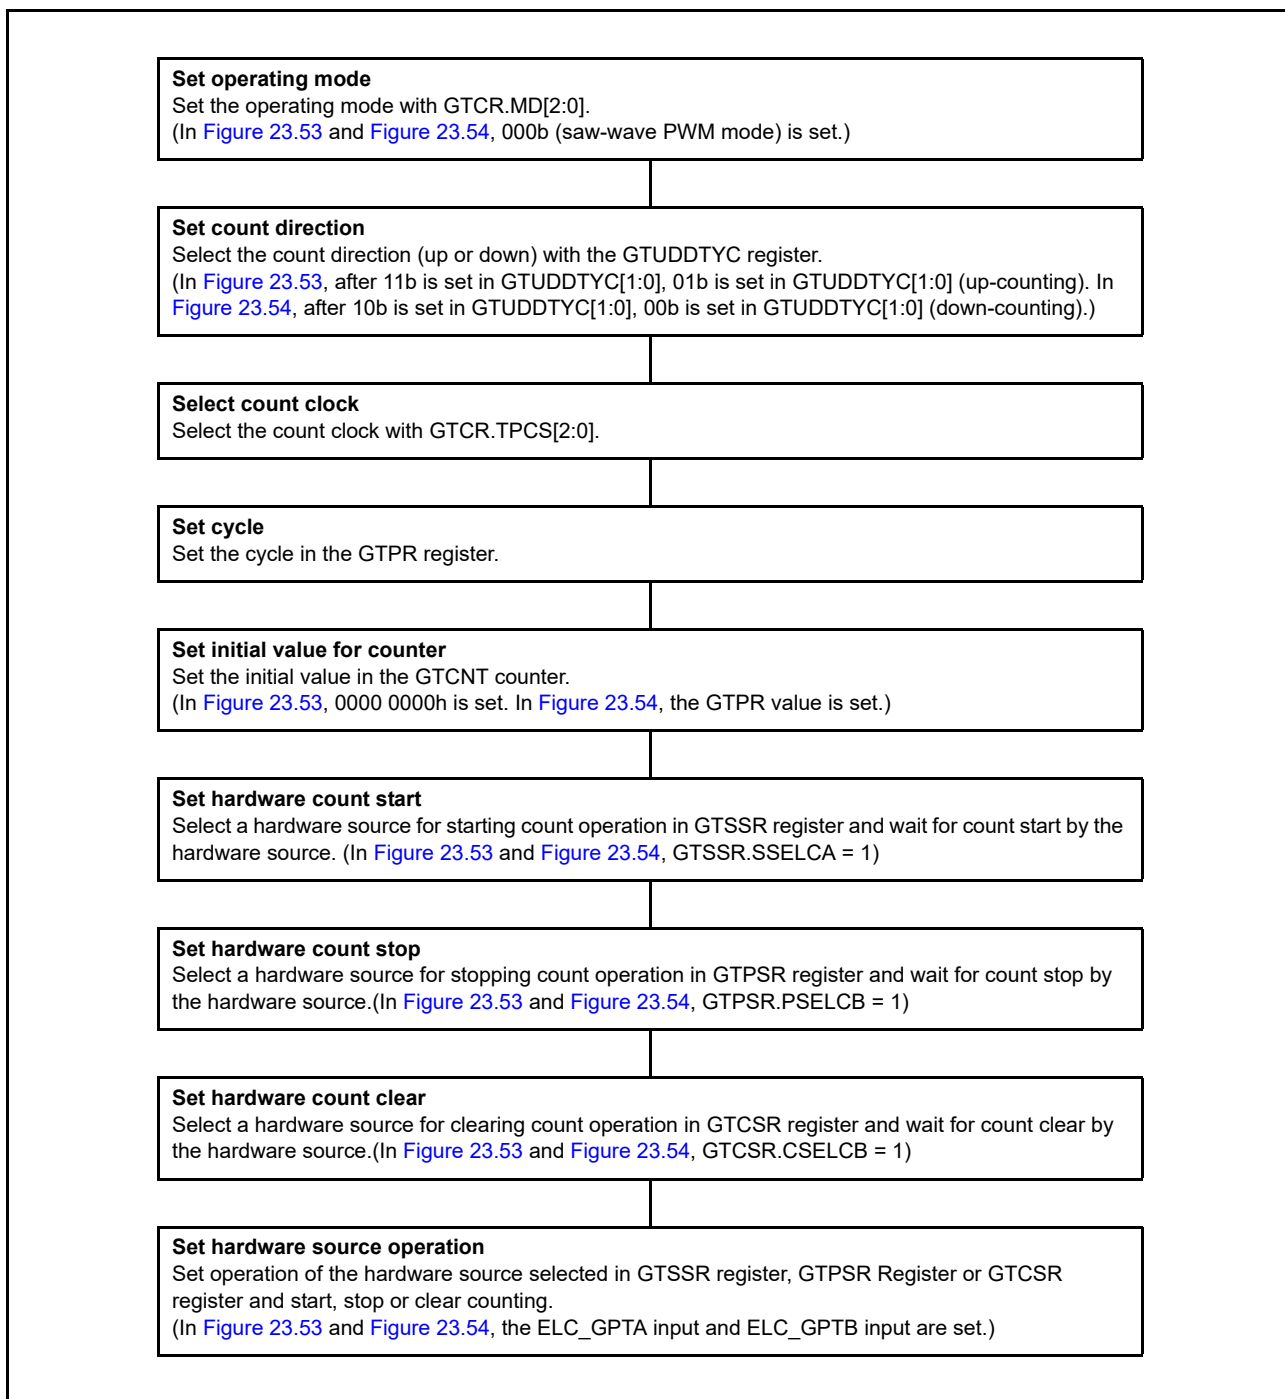 Set operating mode
Set the operating mode with GTCR.MD[2:0].
(In Figure 23.53 and Figure 23.54, 000b (saw-wave PWM mode) is set.)
Set count direction
Select the count direction (up or down) with the GTUDDTYC register.
(In Figure 23.53, after 11b is set in GTUDDTYC[1:0], 01b is set in GTUDDTYC[1:0] (up-counting). In
Figure 23.54, after 10b is set in GTUDDTYC[1:0], 00b is set in GTUDDTYC[1:0] (down-counting).)
Select count clock
Select the count clock with GTCR.TPCS[2:0].
Set cycle
Set the cycle in the GTPR register.
Set initial value for counter
Set the initial value in the GTCNT counter.
(In Figure 23.53, 0000 0000h is set. In Figure 23.54, the GTPR value is set.)
Set hardware count start
Select a hardware source for starting count operation in GTSSR register and wait for count start by the
hardware source. (In Figure 23.53 and Figure 23.54, GTSSR.SSELCA = 1)
Set hardware count stop
Select a hardware source for stopping count operation in GTPSR register and wait for count stop by
the hardware source.(In Figure 23.53 and Figure 23.54, GTPSR.PSELCB = 1)
Set hardware count clear
Select a hardware source for clearing count operation in GTCSR register and wait for count clear by
the hardware source.(In Figure 23.53 and Figure 23.54, GTCSR.CSELCB = 1)
Set hardware source operation
Set operation of the hardware source selected in GTSSR register, GTPSR Register or GTCSR
register and start, stop or clear counting.
(In Figure 23.53 and Figure 23.54, the ELC_GPTA input and ELC_GPTB input are set.)